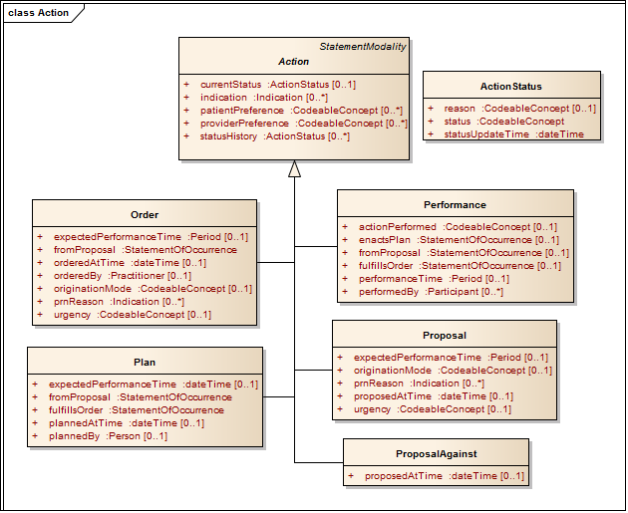 class Action
StatementModality
Action
+ currentStatus :ActionStatus [0..1]
+ indication :Indication [0..*]
+ patientPreference :CodeableConcept [0..*]
+ providerPreference :CodeableConcept [0..*]
+ statusHistory :ActionStatus [0..*]
ActionStatus
+ reason :CodeableConcept [0..1]
+ status :CodeableConcept
+ statusUpdateTime :dateTime
Order
+ expectedPerformanceTime :Period [0..1]
+ fromProposal :StatementOfOccurrence
+ orderedAtTime :dateTime [0..1]
+ orderedBy :Practitioner [0..1]
+ originationMode :CodeableConcept [0..1]
+ prnReason :Indication [0..*]
+ urgency :CodeableConcept [0..1]
Performance
+ actionPerformed :CodeableConcept [0..1]
+ enactsPlan :StatementOfOccurrence [0..1]
+ fromProposal :StatementOfOccurrence [0..1]
+ fulfillsOrder :StatementOfOccurrence [0..1]
+ performanceTime :Period [0..1]
+ performedBy :Participant [0..*]
Plan
+ expectedPerformanceTime :dateTime [0..1]
+ fromProposal :StatementOfOccurrence
+ fulfillsOrder :StatementOfOccurrence
+ plannedAtTime :dateTime [0..1]
+ plannedBy :Person [0..1]
Proposal
+ expectedPerformanceTime :Period [0..1]
+ originationMode :CodeableConcept [0..1]
+ prnReason :Indication [0..*]
+ proposedAtTime :dateTime [0..1]
+ urgency :CodeableConcept [0..1]
ProposalAgainst
+ proposedAtTime :dateTime [0..1]